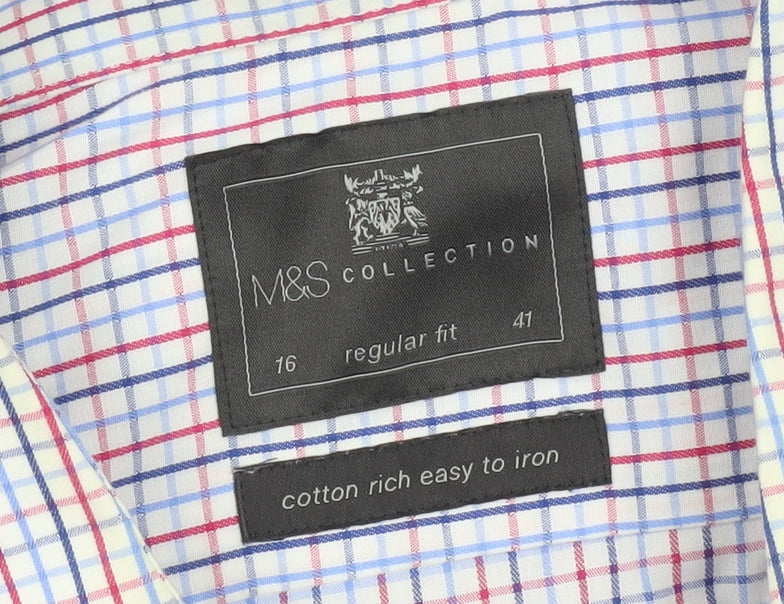 M&S COLLECTION
16 regular fit 41
cotton rich easy to iron